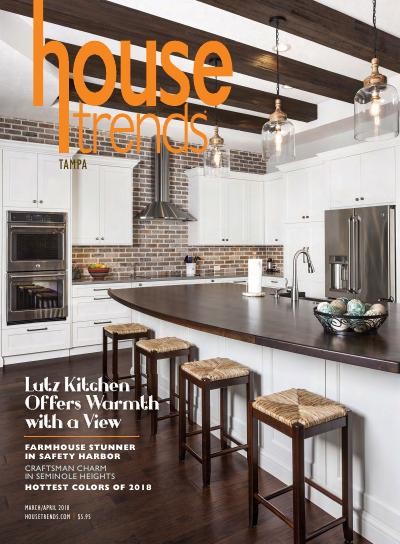 house
trends
TAMPA
Lutz Kitchen
Offers Warmth
with a View
FARMHOUSE STUNNER
IN SAFETY HARBOR
CRAFTSMAN CHARM
IN SEMINOLE HEIGHTS
HOTTEST COLORS OF 2018
MARCH/APRIL 2018
HOUSETRENDS.COM | $5.95